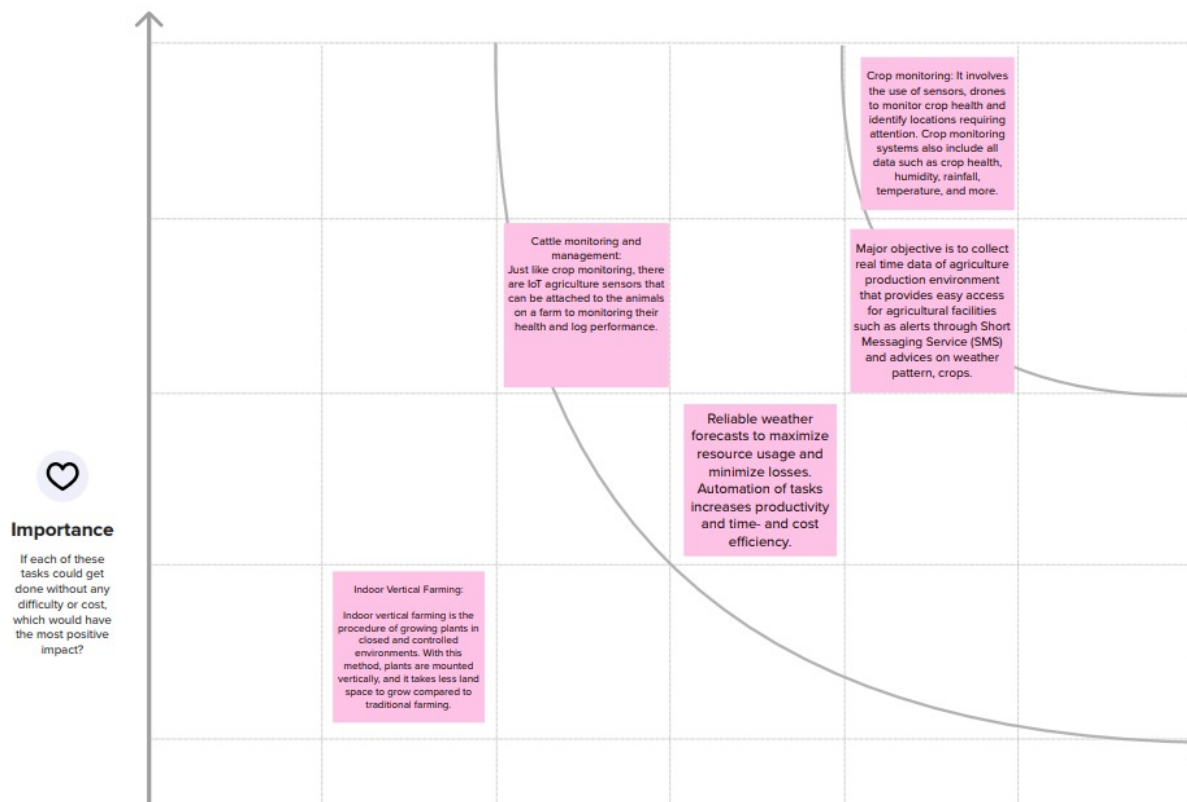 Crop monitoring: It involves
the use of sensors, drones
to monitor crop health and
identify locations requiring
attention. Crop monitoring
systems also include all
data such as crop health,
humidity, rainfall,
temperature, and more.
Cattle monitoring and
management:
Just like crop monitoring, there
are IoT agriculture sensors that
can be attached to the animals
on a farm to monitoring their
health and log performance.
Major objective is to collect
real time data of agriculture
production environment
that provides easy access
for agricultural facilities
such as alerts through Short
Messaging Service (SMS)
and advices on weather
pattern, crops.
Reliable weather
forecasts to maximize
resource usage and
minimize losses.
Automation of tasks
increases productivity
and time- and cost
efficiency.
Importance
If each of these
tasks could get
done without any
difficulty or cost,
which would have
the most positive
impact?
Indoor Vertical Farming:
Indoor vertical farming is the
procedure of growing plants in
closed and controlled
environments. With this
method, plants are mounted
vertically, and it takes less land
space to grow compared to
traditional farming.